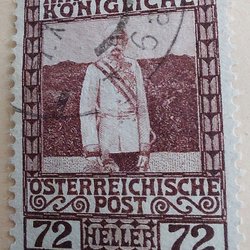 KÖNIGLICHE
72 HELLER 72
ÖSTERREICHISCHE
POST